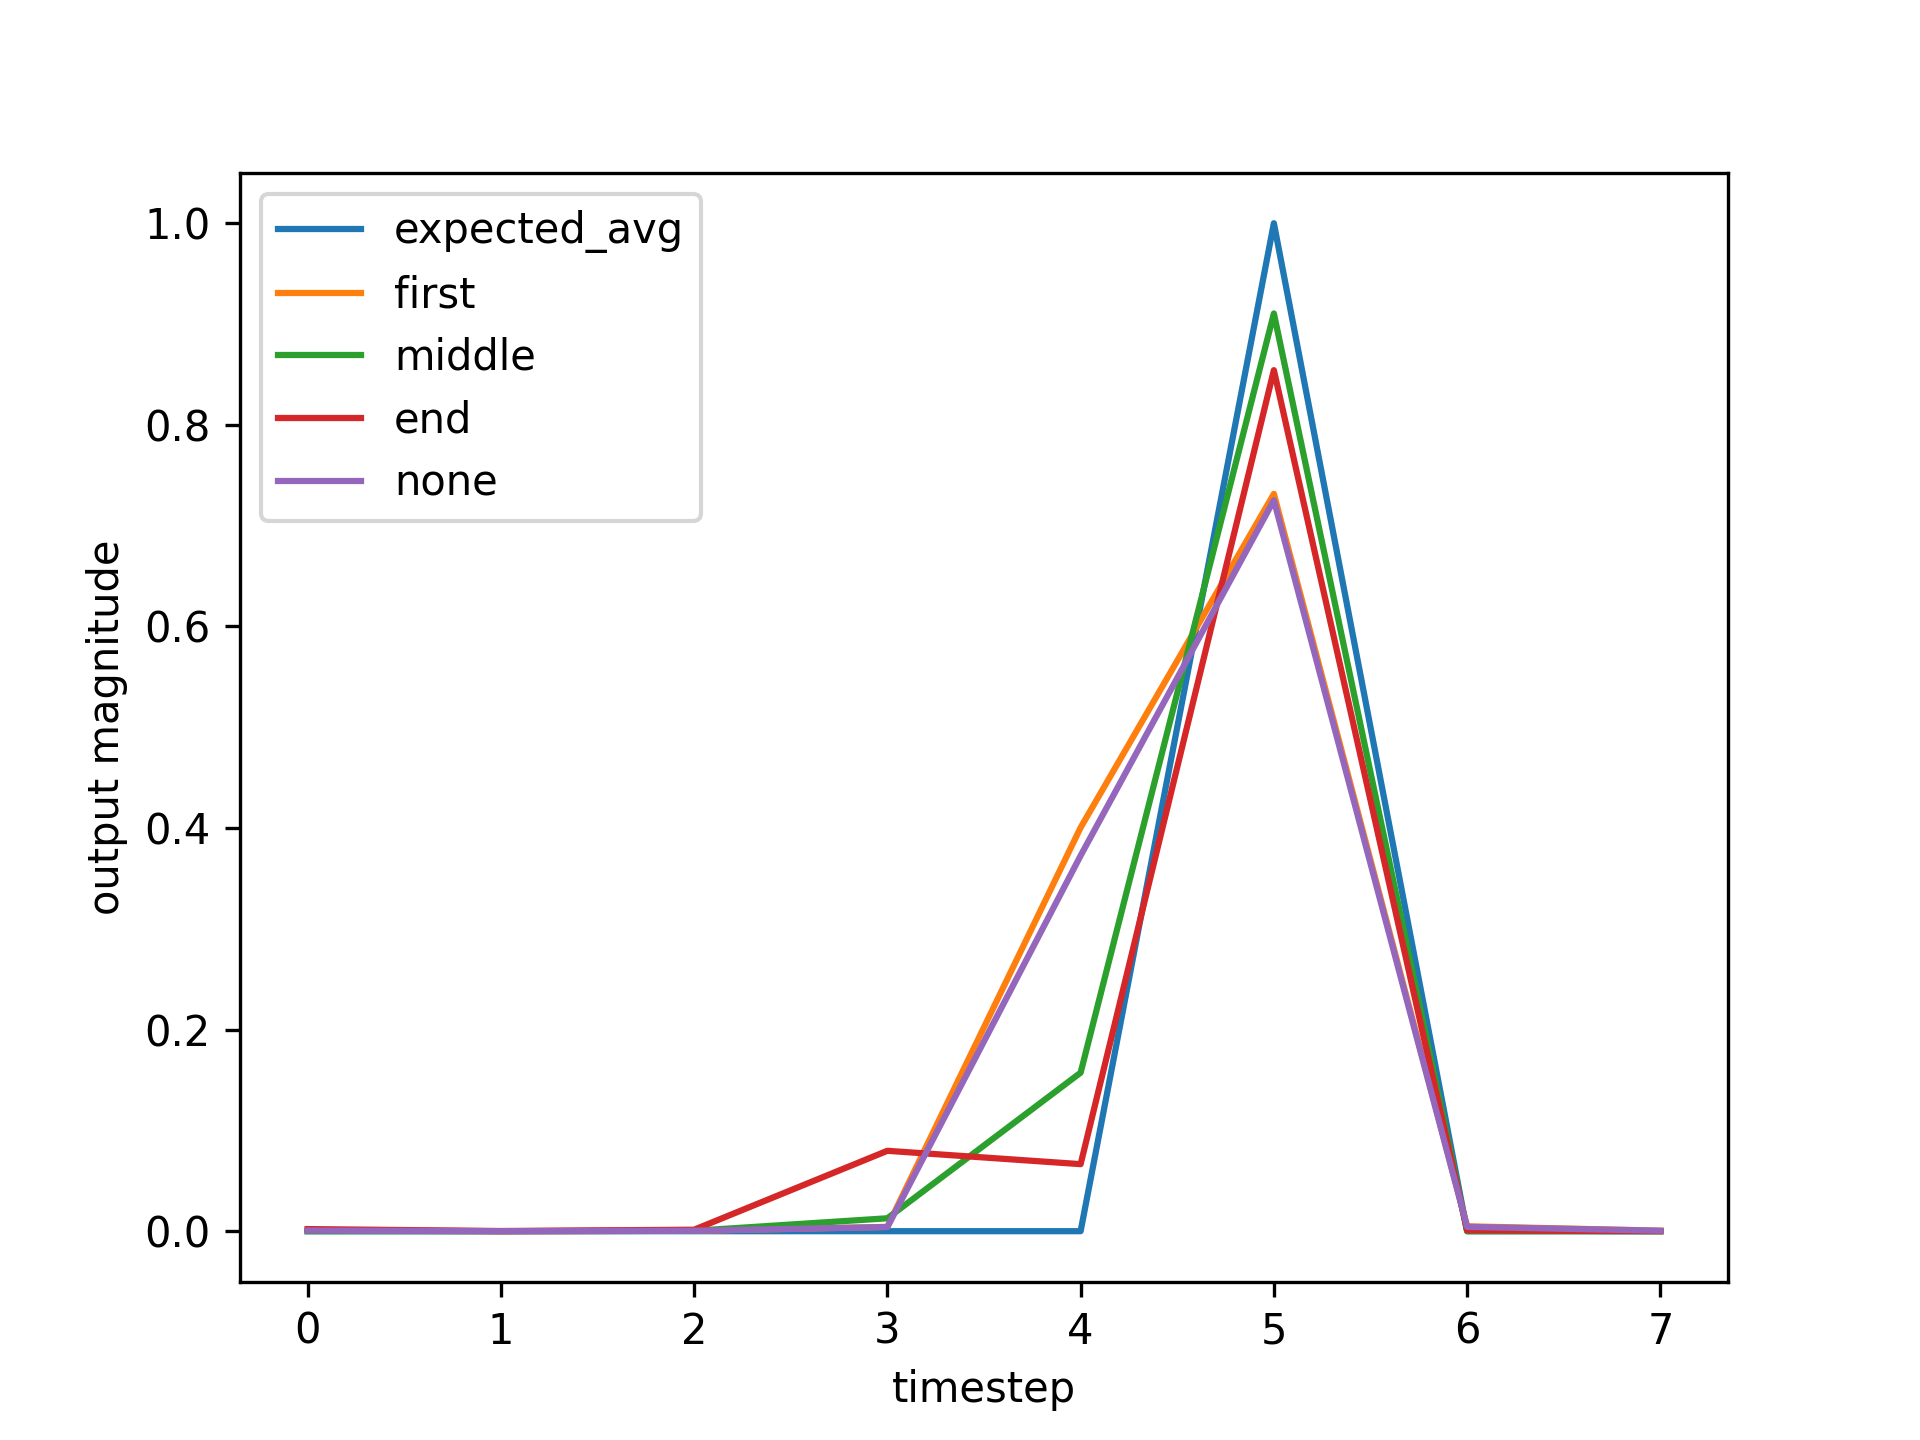 expected_avg
first
middle
end
none
output magnitude
1.0
0.8
0.6
0.4
0.2
0.0
0 1 2 3 4 5 6 7
timestep